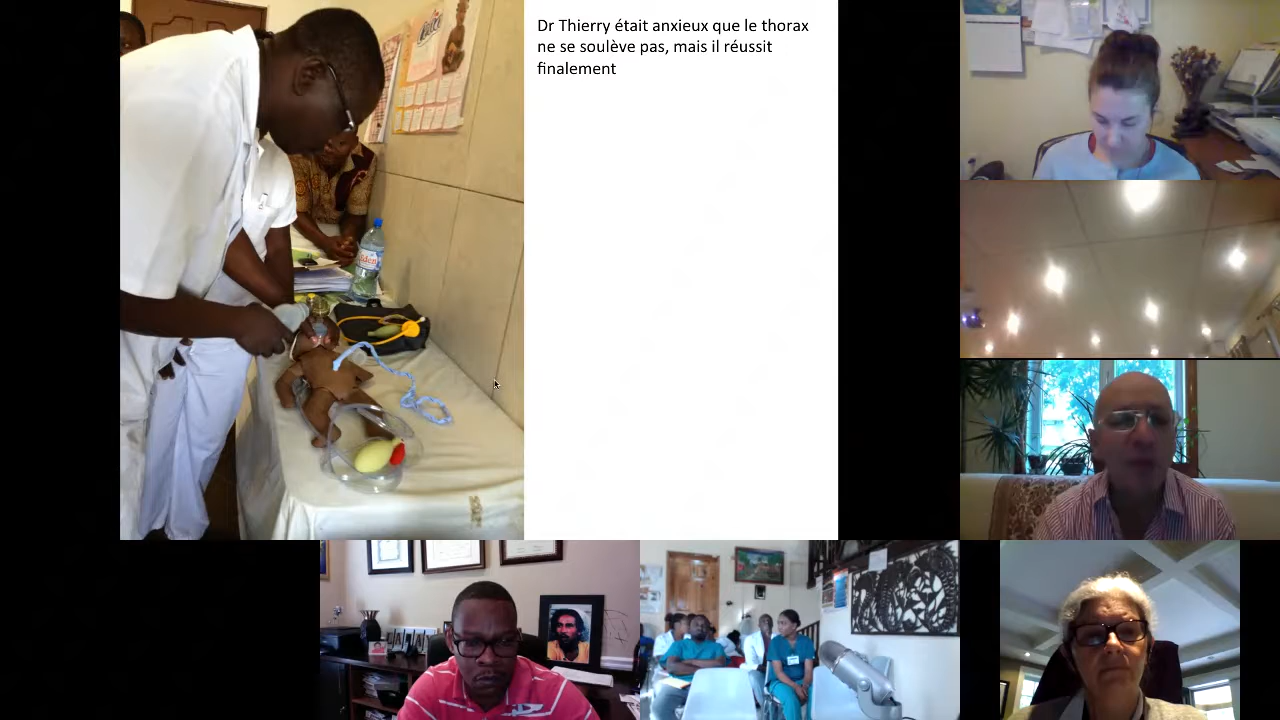 Dr Thierry était anxieux que le thorax
ne se soulève pas, mais il réussit
finalement